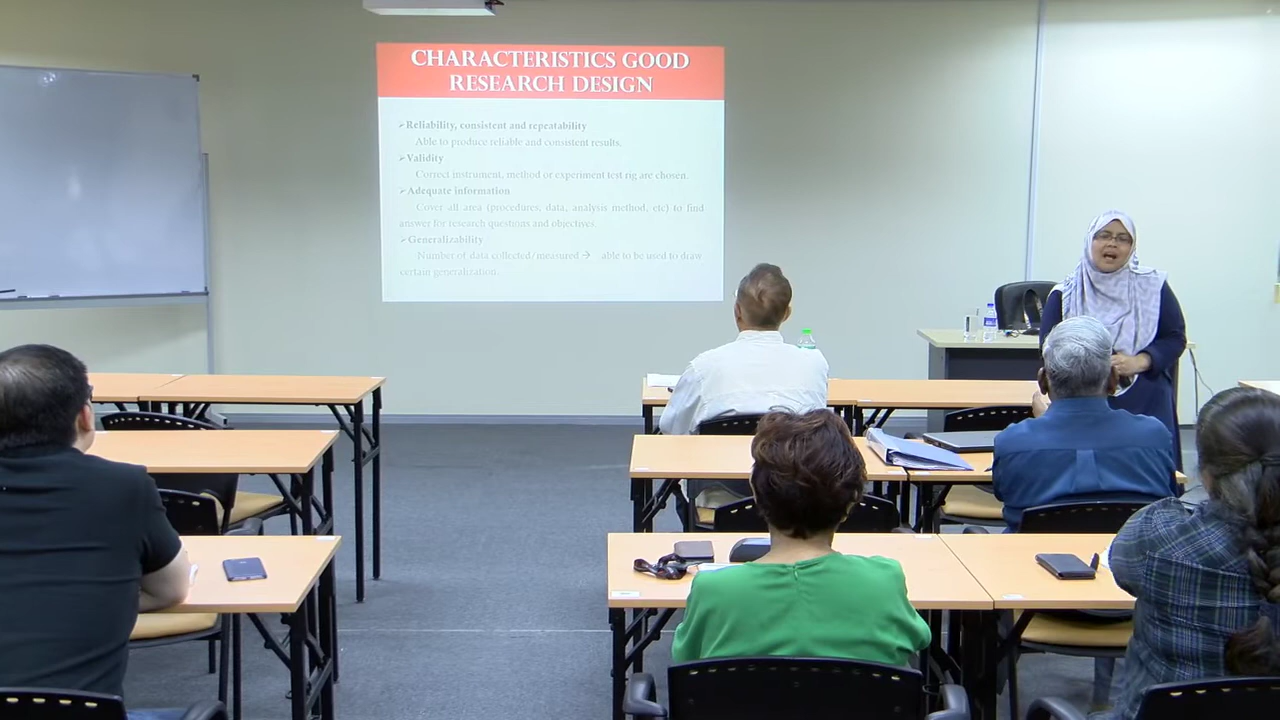 CHARACTERISTICS GOOD
RESEARCH DESIGN
➢Reliability, consistent and repeatability
Able to produce reliable and consistent results.
➢Validity
Correct instrument, method or experiment test rig are chosen.
➢Adequate information
Cover all area (procedures, data, analysis method, etc) to find
answer for research questions and objectives.
➢Generalizability
Number of data collected/measured → able to be used to draw
certain generalization.